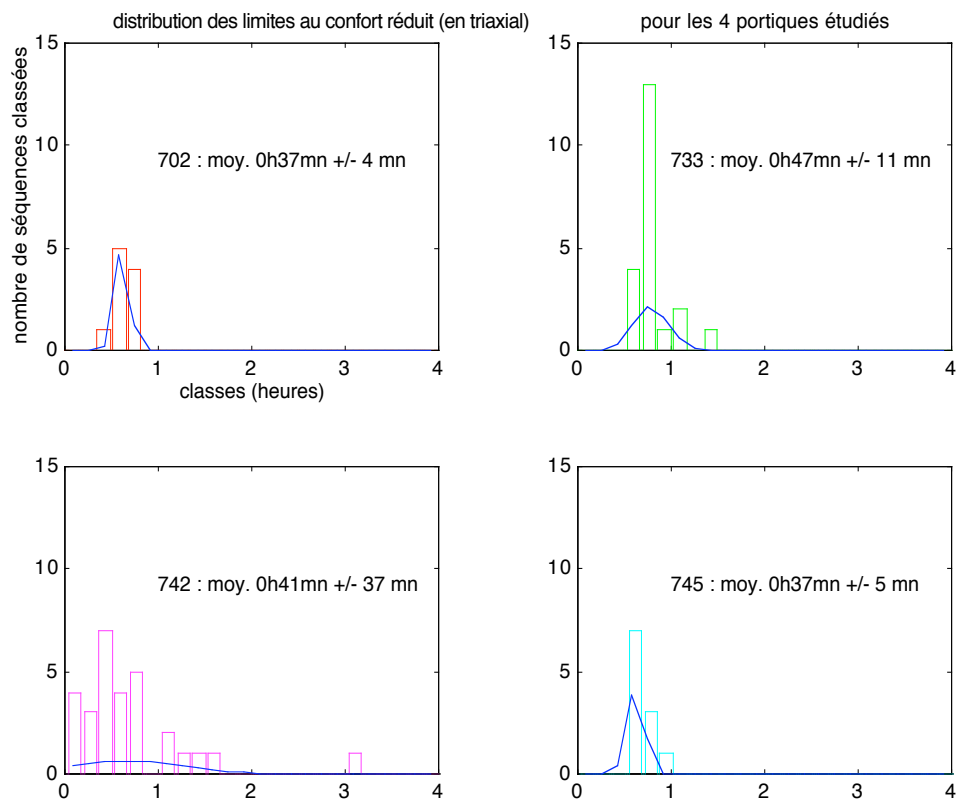 distribution des limites au confort réduit (en triaxial)
pour les 4 portiques étudiés
nombre de séquences classées
15
10
5
0
702 : moy. 0h37mn +/- 4 mn
0 1 2 3 4
classes (heures)
15
10
5
0
733 : moy. 0h47mn +/- 11 mn
0 1 2 3 4
15
10
5
0
742 : moy. 0h41mn +/- 37 mn
0 1 2 3 4
15
10
5
0
745 : moy. 0h37mn +/- 5 mn
0 1 2 3 4